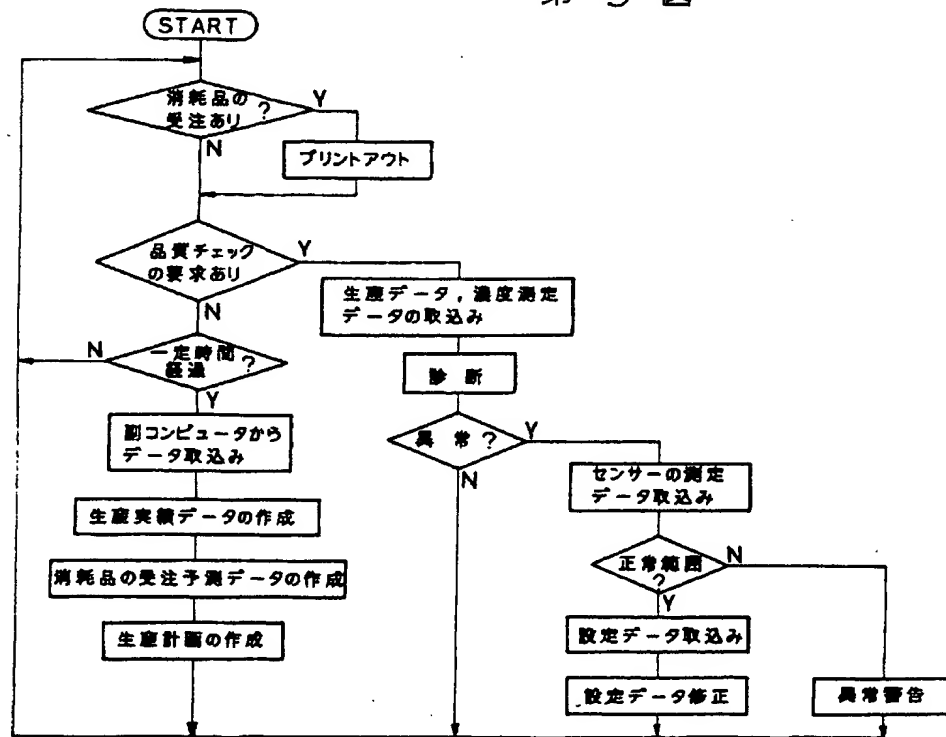 START
消耗品の
受注あり?
Y
N
プリントアウト
品質チェック
の要求あり
Y
N
生産データ,濃度測定
データの取込み
一定時間
経過?
N
Y
診断
副コンピュータから
データ取込み
異常?
Y
N
センサーの測定
データ取込み
生産実績データの作成
正常範囲
?
N
Y
消耗品の受注予測データの作成
生産計画の作成
設定データ取込み
設定データ修正
異常警告